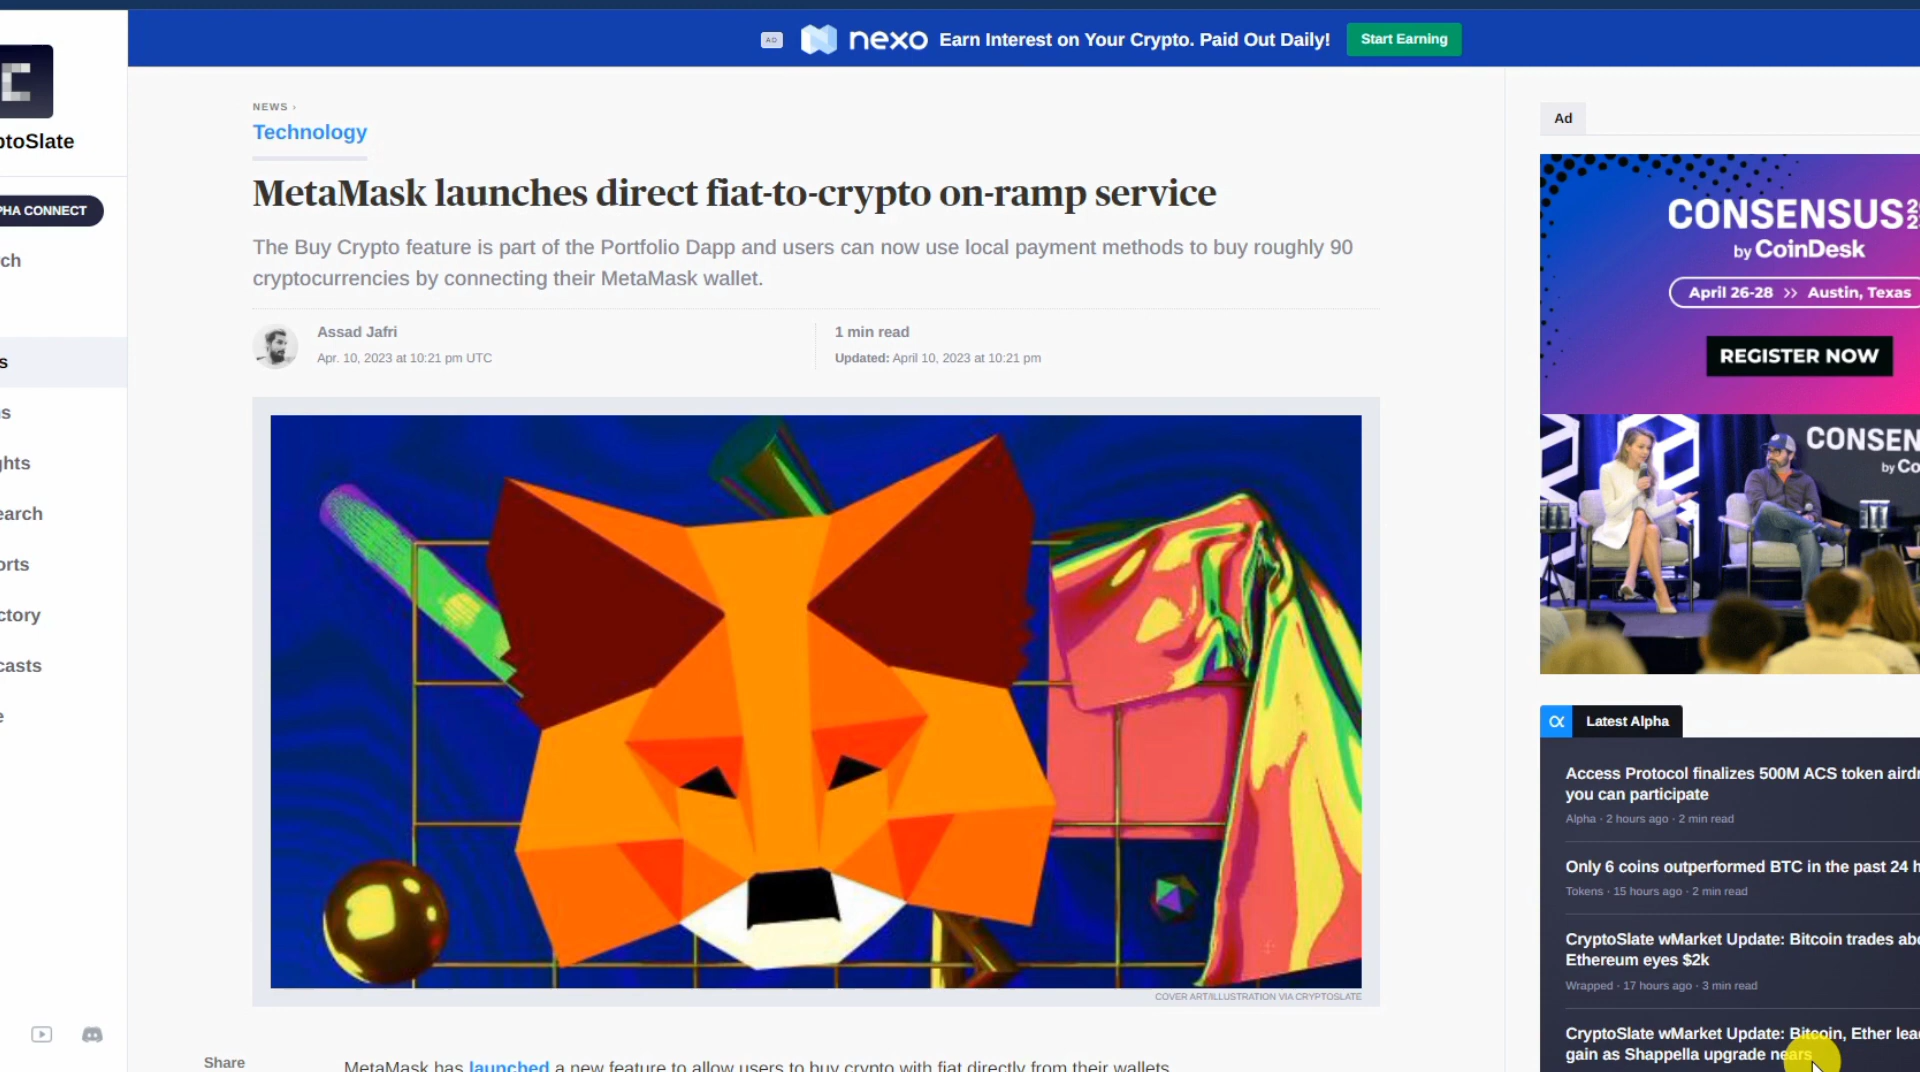 AD nexo Earn Interest on Your Crypto. Paid Out Daily! Start Earning
ptoSlate
PHA CONNECT
ch
s
s
hts
earch
orts
ctory
casts
e
NEWS ›
Technology
MetaMask launches direct fiat-to-crypto on-ramp service
The Buy Crypto feature is part of the Portfolio Dapp and users can now use local payment methods to buy roughly 90
cryptocurrencies by connecting their MetaMask wallet.
Assad Jafri
Apr. 10, 2023 at 10:21 pm UTC
1 min read
Updated: April 10, 2023 at 10:21 pm
COVER ART/ILLUSTRATION VIA CRYPTOSLATE
Share
MetaMask has launched a new feature to allow users to buy crypto with fiat directly from their wallets
Ad
CONSENSUS
by CoinDesk
April 26-28 >> Austin, Texas
REGISTER NOW
CONSEN
by Co
α Latest Alpha
Access Protocol finalizes 500M ACS token aird
you can participate
Alpha · 2 hours ago · 2 min read
Only 6 coins outperformed BTC in the past 24 h
Tokens · 15 hours ago · 2 min read
CryptoSlate wMarket Update: Bitcoin trades abo
Ethereum eyes $2k
Wrapped · 17 hours ago · 3 min read
CryptoSlate wMarket Update: Bitcoin, Ether lea
gain as Shappella upgrade nears